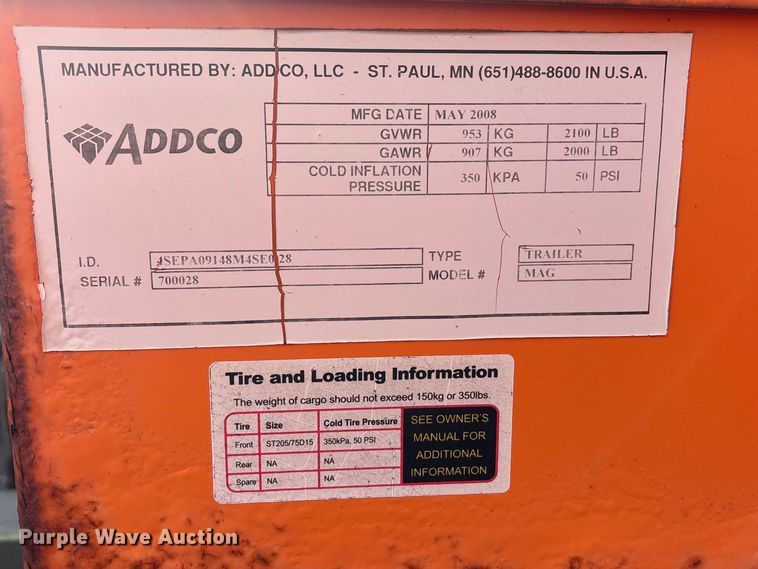 MANUFACTURED BY: ADDCO, LLC - ST. PAUL, MN (651)488-8600 IN U.S.A.
ADDCO
MFG DATE MAY 2008
GVWR 953 KG 2100 LB
GAWR 907 KG 2000 LB
COLD INFLATION PRESSURE 350 KPA 50 PSI
I.D. 4SEPA09148M4SE028 TYPE TRAILER
SERIAL # 700028 MODEL # MAG
Tire and Loading Information
The weight of cargo should not exceed 150kg or 350lbs.
Tire Size Cold Tire Pressure
Front ST205/75D15 350kPa, 50 PSI
Rear NA NA
Spare NA NA
SEE OWNER'S
MANUAL FOR
ADDITIONAL
INFORMATION
Purple Wave Auction